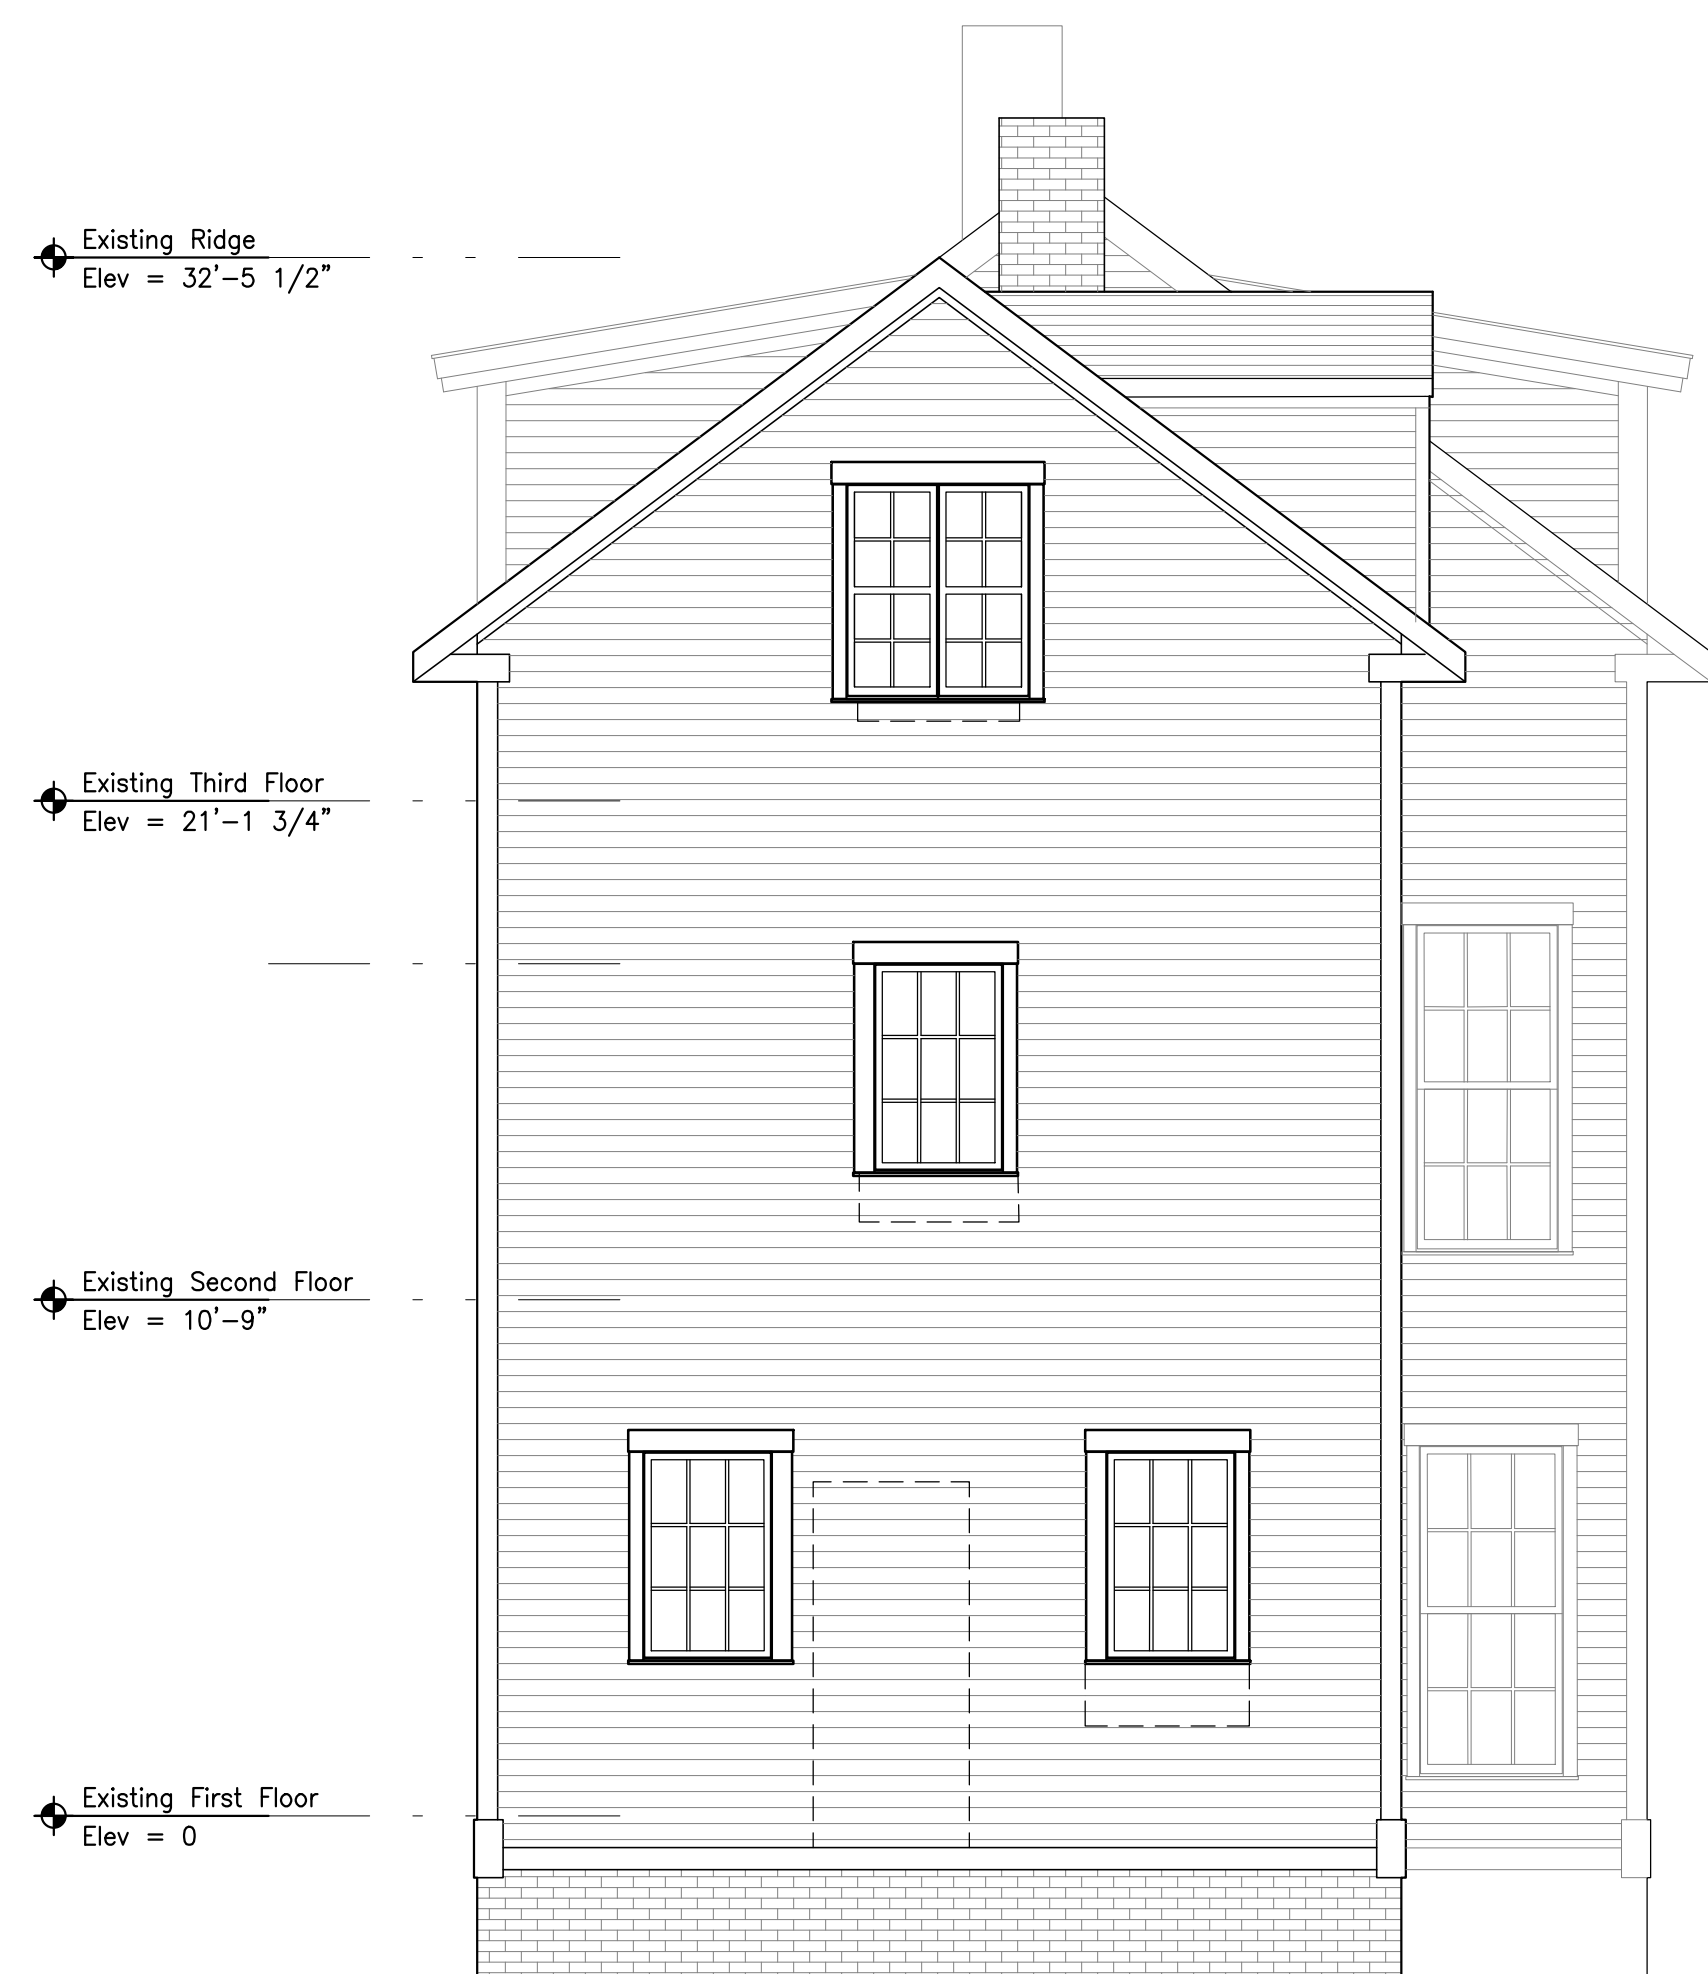 Existing Ridge
Elev = 32'-5 1/2"
Existing Third Floor
Elev = 21'-1 3/4"
Existing Second Floor
Elev = 10'-9"
Existing First Floor
Elev = 0